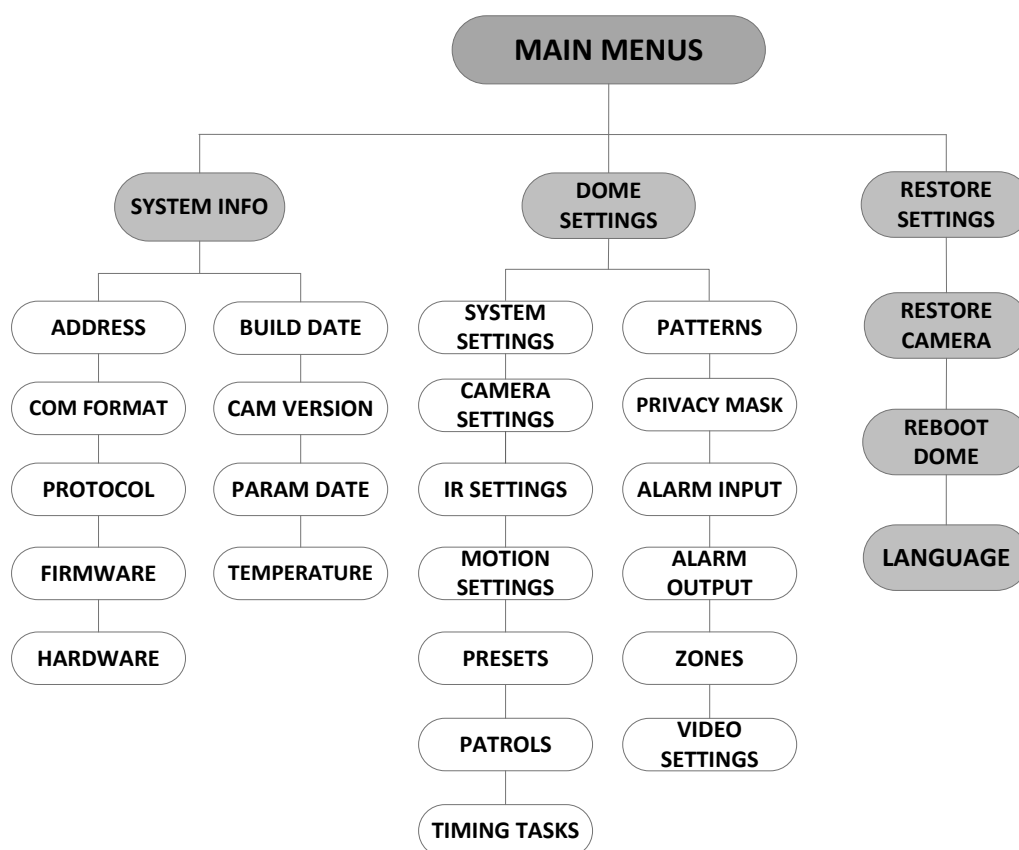 MAIN MENUS
SYSTEM INFO
DOME
SETTINGS
RESTORE
SETTINGS
ADDRESS
BUILD DATE
SYSTEM
SETTINGS
PATTERNS
RESTORE
CAMERA
COM FORMAT
CAM VERSION
CAMERA
SETTINGS
PRIVACY MASK
REBOOT
DOME
PROTOCOL
PARAM DATE
IR SETTINGS
ALARM INPUT
LANGUAGE
FIRMWARE
TEMPERATURE
MOTION
SETTINGS
ALARM
OUTPUT
HARDWARE
PRESETS
ZONES
PATROLS
VIDEO
SETTINGS
TIMING TASKS